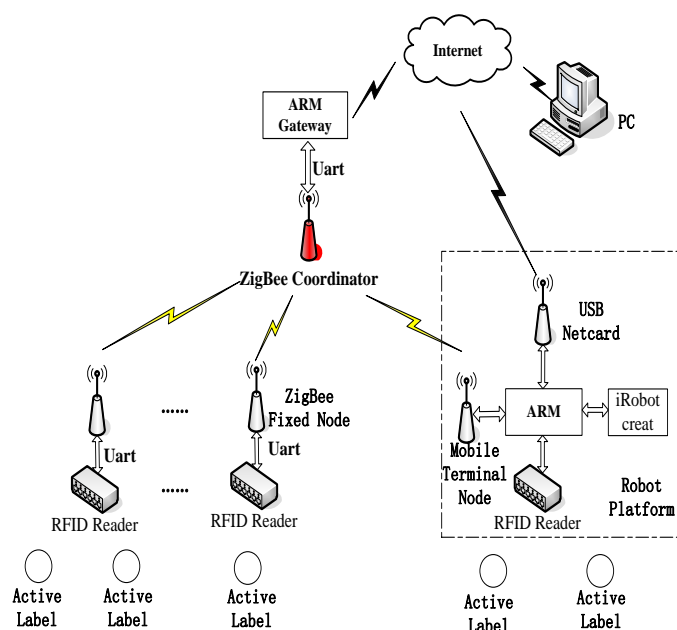 Internet
ARM
Gateway
PC
Uart
ZigBee Coordinator
USB
Netcard
ZigBee
Fixed Node
......
ARM
iRobot
creat
Uart
Uart
Mobile
Terminal
Node
......
Robot
Platform
RFID Reader
RFID Reader
RFID Reader
Active
Label
Active
Label
Active
Label
Active
Label
Active
Label